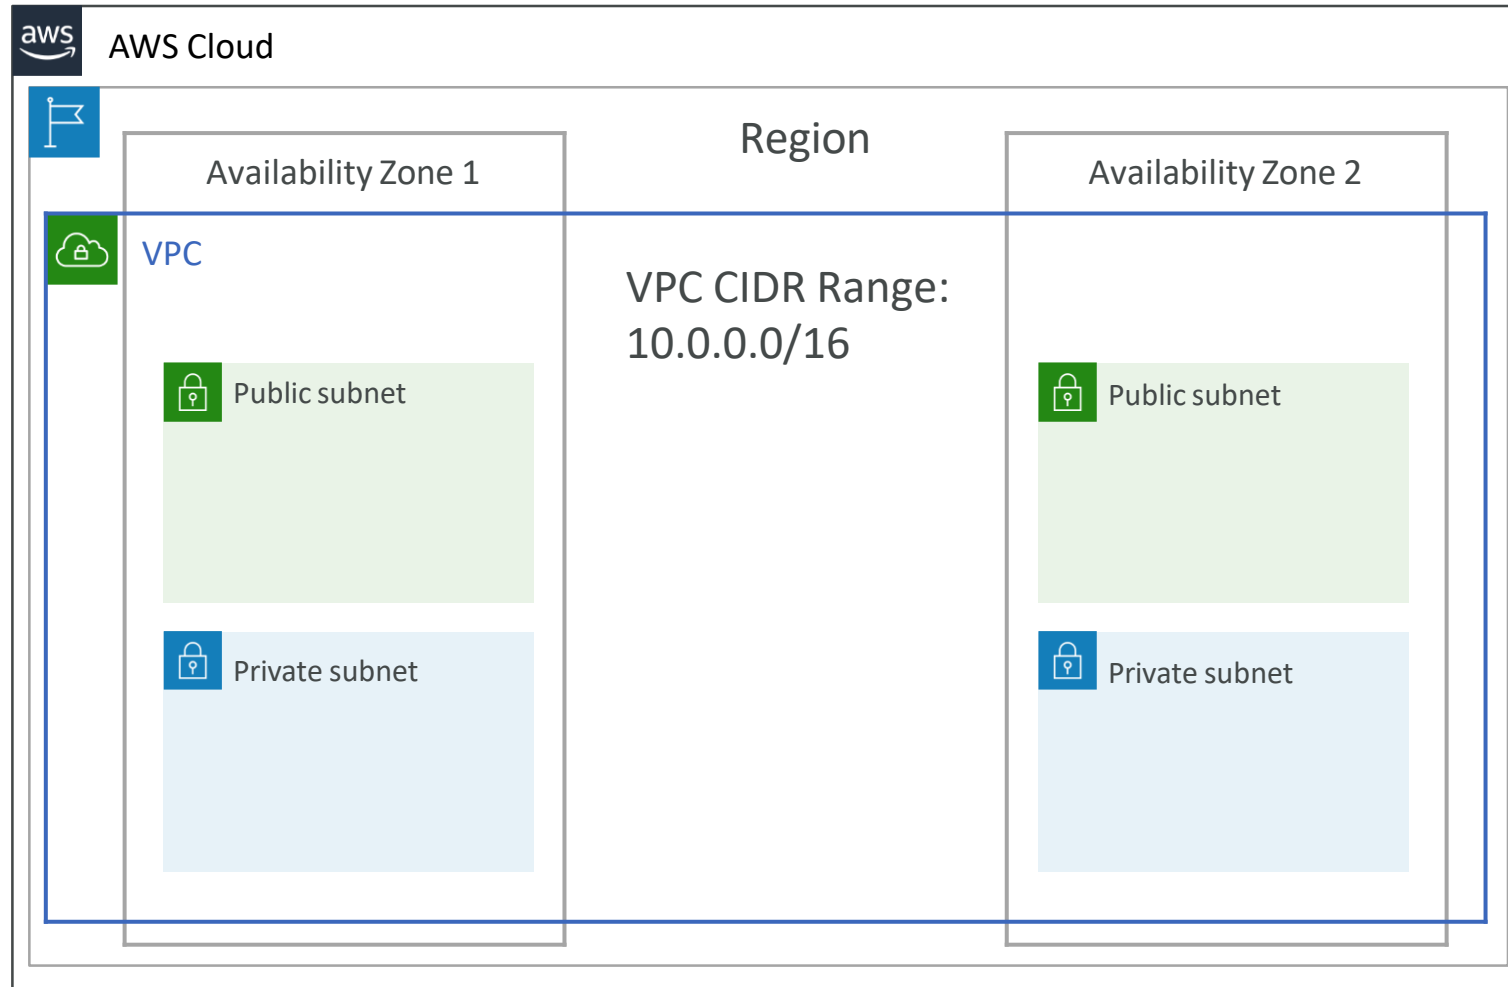 aws
AWS Cloud
Region
Availability Zone 1
Availability Zone 2
VPC
VPC CIDR Range:
10.0.0.0/16
Public subnet
Public subnet
Private subnet
Private subnet